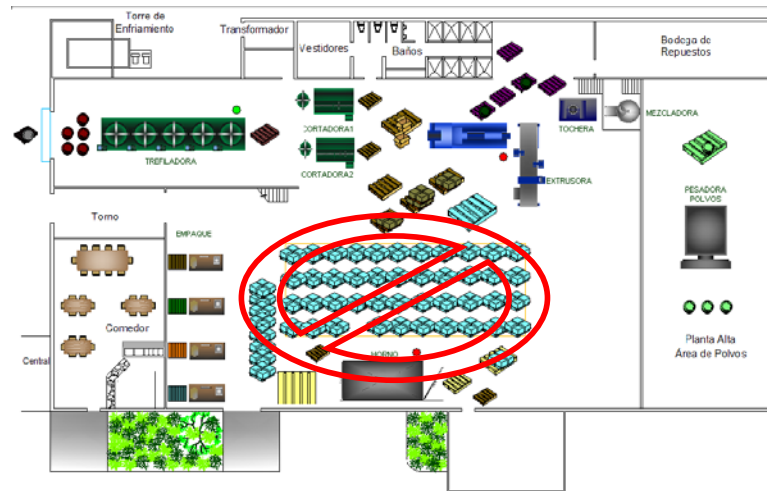 Torre de
Enfriamiento
Transformador
Vestidores
Baños
Bodega de
Repuestos
CORTADORA1
TREFILADORA
CORTADORA2
TOCHERA
MEZCLADORA
EXTRUSORA
PESADORA
POLVOS
Torno
EMPAQUE
Comedor
Central
HORNO
Planta Alta
Área de Polvos